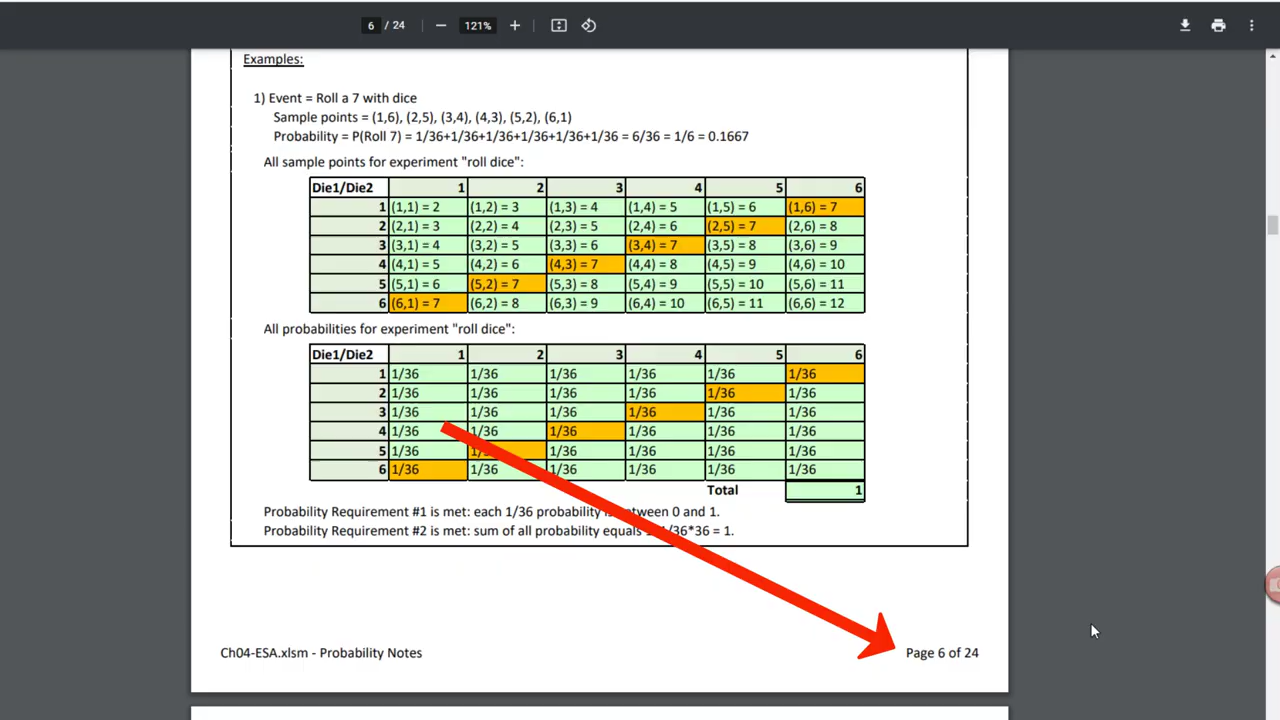 6 / 24 121%
Examples:
1) Event = Roll a 7 with dice
Sample points = (1,6), (2,5), (3,4), (4,3), (5,2), (6,1)
Probability = P(Roll 7) = 1/36+1/36+1/36+1/36+1/36+1/36 = 6/36 = 1/6 = 0.1667
All sample points for experiment "roll dice":
Die1/Die2 1 2 3 4 5 6
1 (1,1) = 2 (1,2) = 3 (1,3) = 4 (1,4) = 5 (1,5) = 6 (1,6) = 7
2 (2,1) = 3 (2,2) = 4 (2,3) = 5 (2,4) = 6 (2,5) = 7 (2,6) = 8
3 (3,1) = 4 (3,2) = 5 (3,3) = 6 (3,4) = 7 (3,5) = 8 (3,6) = 9
4 (4,1) = 5 (4,2) = 6 (4,3) = 7 (4,4) = 8 (4,5) = 9 (4,6) = 10
5 (5,1) = 6 (5,2) = 7 (5,3) = 8 (5,4) = 9 (5,5) = 10 (5,6) = 11
6 (6,1) = 7 (6,2) = 8 (6,3) = 9 (6,4) = 10 (6,5) = 11 (6,6) = 12
All probabilities for experiment "roll dice":
Die1/Die2 1 2 3 4 5 6
1 1/36 1/36 1/36 1/36 1/36 1/36
2 1/36 1/36 1/36 1/36 1/36 1/36
3 1/36 1/36 1/36 1/36 1/36 1/36
4 1/36 1/36 1/36 1/36 1/36 1/36
5 1/36 1/36 1/36 1/36 1/36
6 1/36 1/36 1/36 1/36 1/36 1/36
Total 1
Probability Requirement #1 is met: each 1/36 probability is between 0 and 1.
Probability Requirement #2 is met: sum of all probability equals 1/36*36 = 1.
Ch04-ESA.xlsm - Probability Notes Page 6 of 24